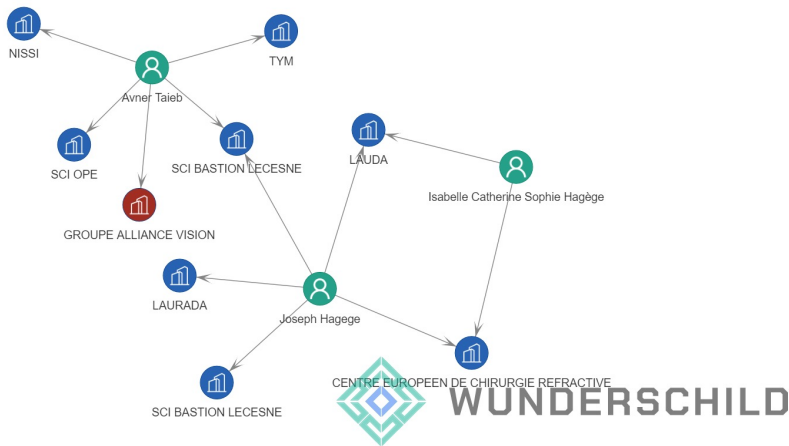 NISSI
TYM
Avner Taieb
SCI OPE
SCI BASTION LECESNE
LAUDA
Isabelle Catherine Sophie Hagège
GROUPE ALLIANCE VISION
LAURADA
Joseph Hagege
CENTRE EUROPEEN DE CHIRURGIE REFRACTIVE
SCI BASTION LECESNE
WUNDERSCHILD